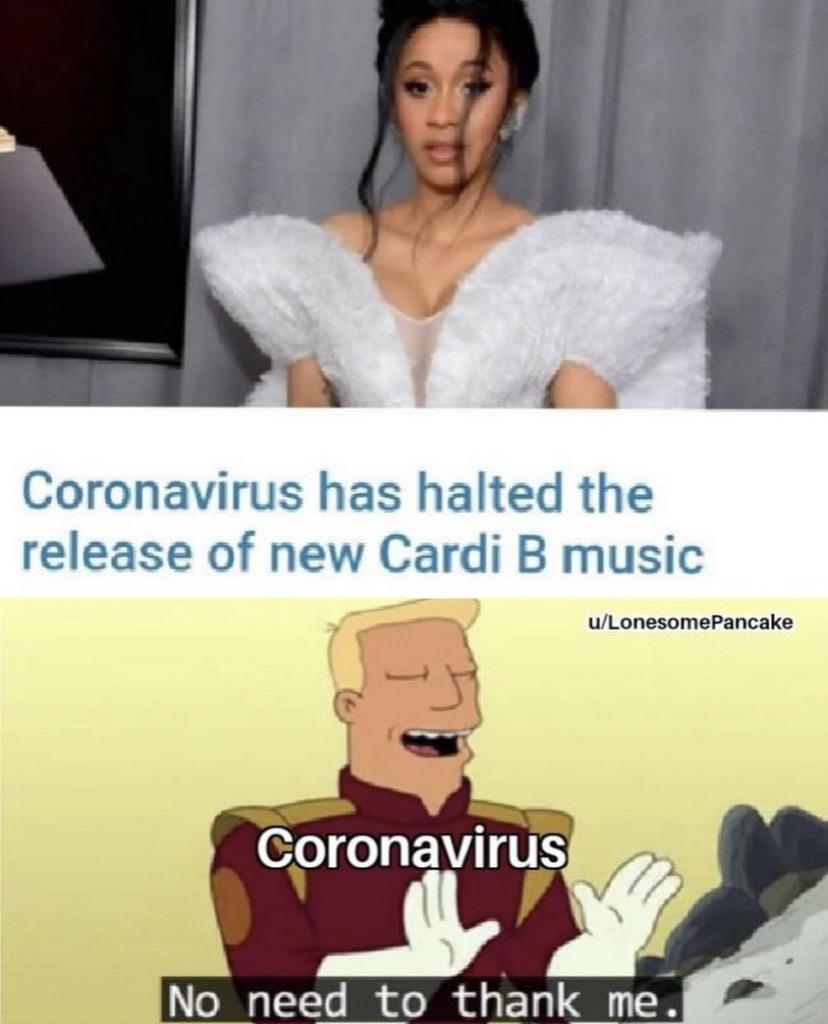 Coronavirus has halted the
release of new Cardi B music
u/LonesomePancake
Coronavirus
No need to thank me.